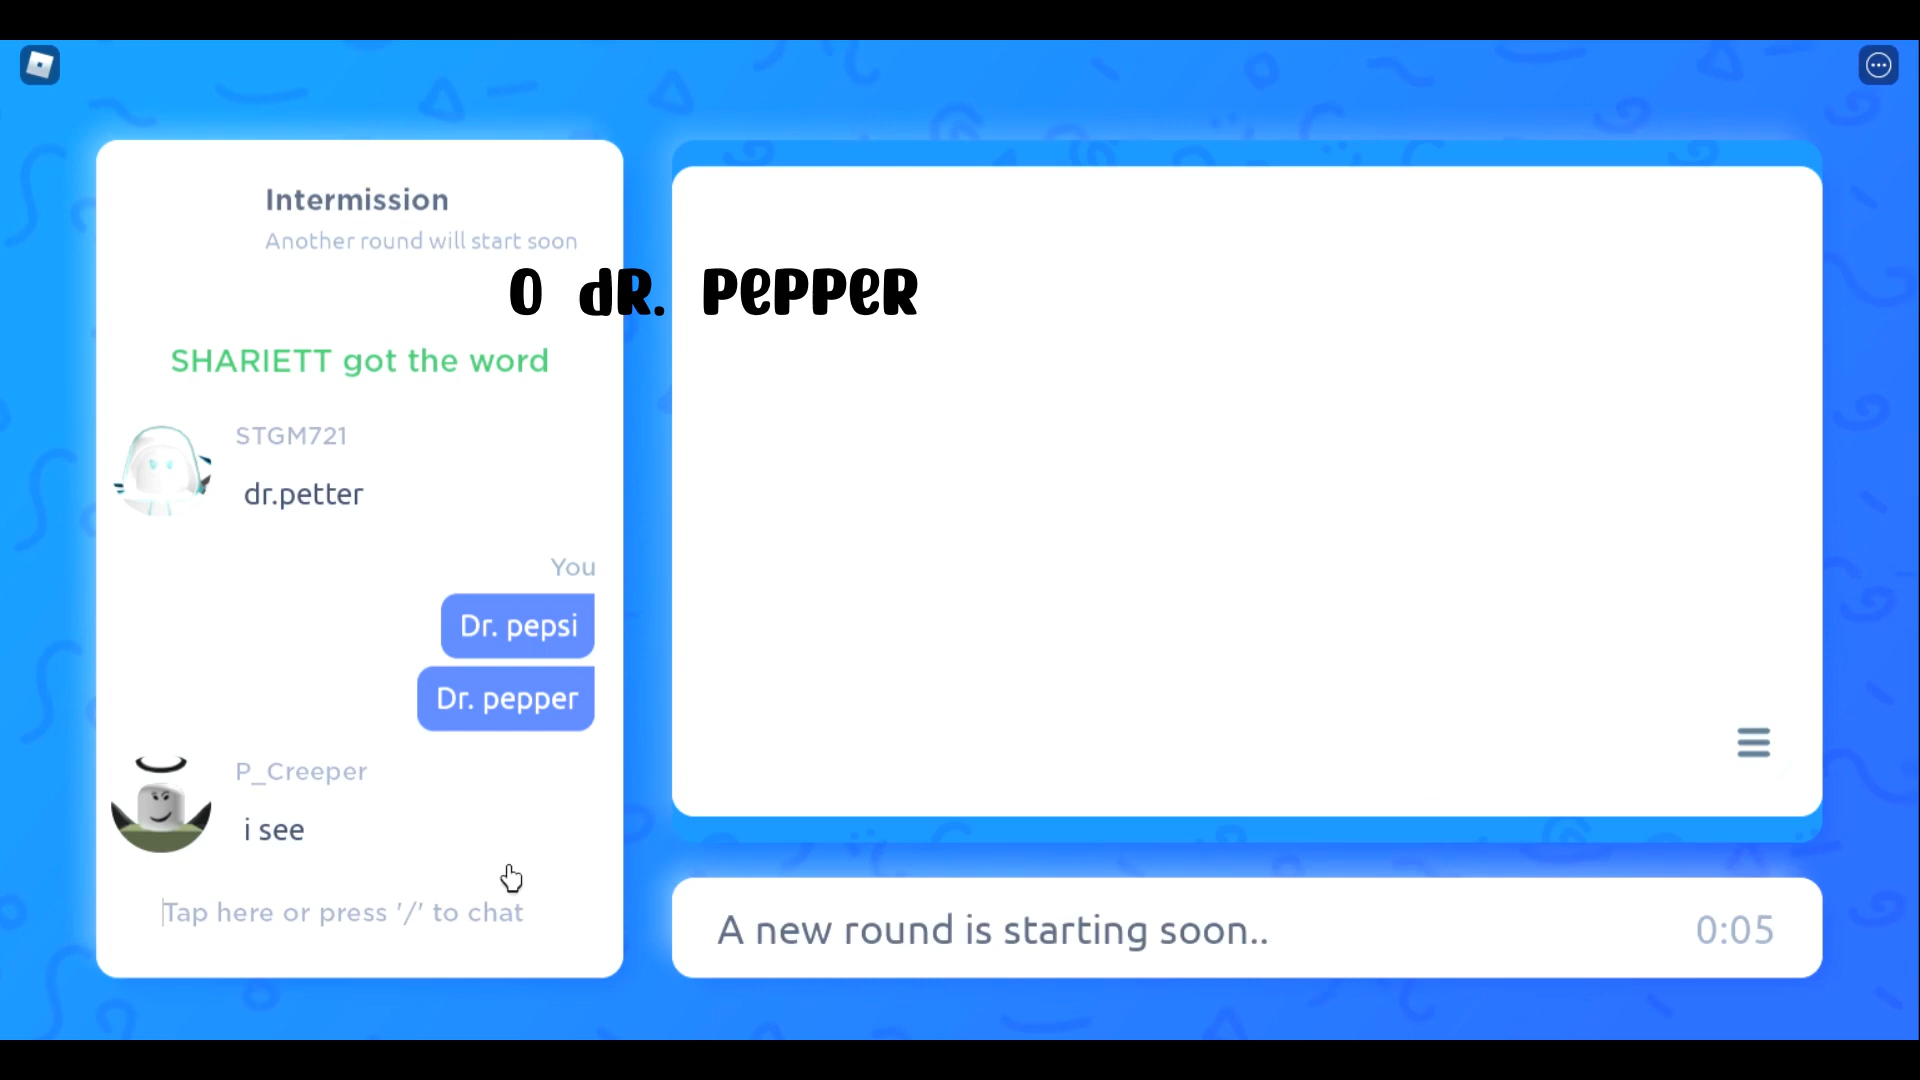 Intermission
Another round will start soon
O dR. PePPeR
SHARIETT got the word
STGM721
dr.petter
You
Dr. pepsi
Dr. pepper
P_Creeper
i see
Tap here or press '/' to chat
A new round is starting soon..
0:05